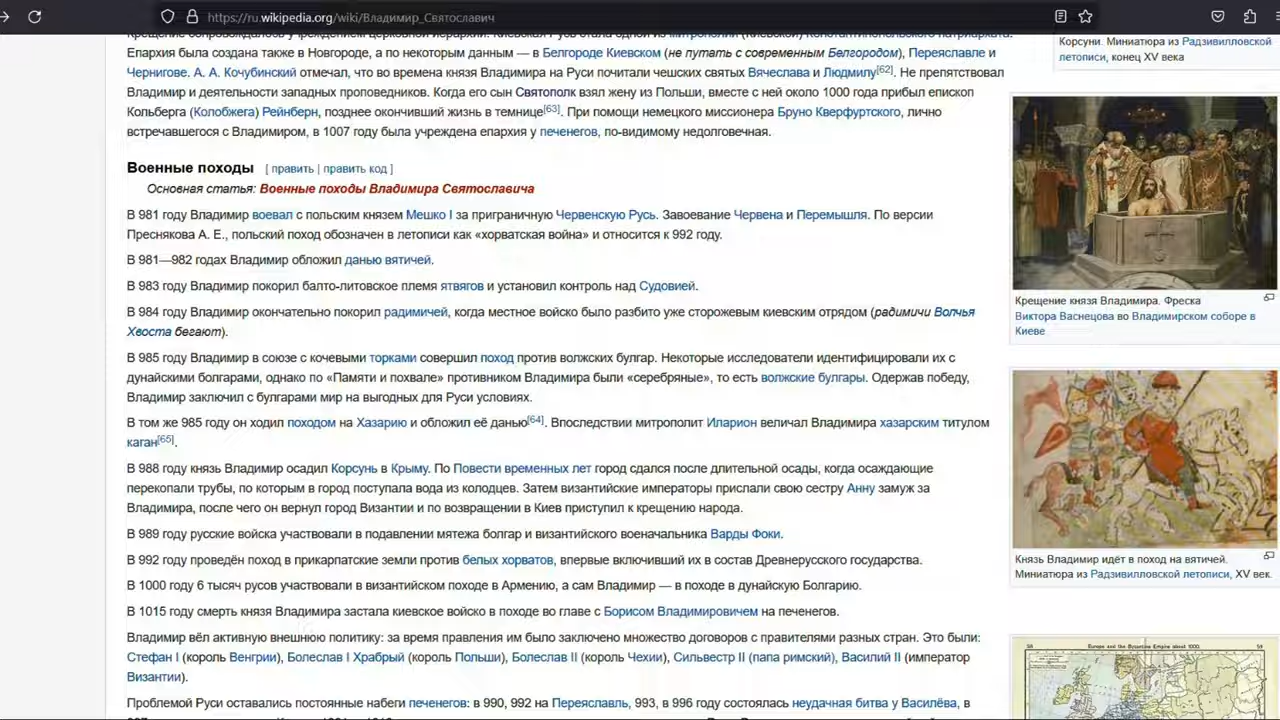 https://ru.wikipedia.org/wiki/Владимир_Святославич
Крещение сопровождалось учреждением церковной иерархии. Киевская Русь стала одной из митрополий (Киевской) Константинопольского патриархата.
Епархия была создана также в Новгороде, а по некоторым данным — в Белгороде Киевском (не путать с современным Белгородом), Переяславле и
Чернигове. А. А. Кочубинский отмечал, что во времена князя Владимира на Руси почитали чешских святых Вячеслава и Людмилу[62]. Не препятствовал
Владимир и деятельности западных проповедников. Когда его сын Святополк взял жену из Польши, вместе с ней около 1000 года прибыл епископ
Кольберга (Колобжега) Рейнберн, позднее окончивший жизнь в темнице[63]. При помощи немецкого миссионера Бруно Кверфуртского, лично
встречавшегося с Владимиром, в 1007 году была учреждена епархия у печенегов, по-видимому недолговечная.
Военные походы [ править | править код ]
Основная статья: Военные походы Владимира Святославича
В 981 году Владимир воевал с польским князем Мешко I за приграничную Червенскую Русь. Завоевание Червена и Перемышля. По версии
Преснякова А. Е., польский поход обозначен в летописи как «хорватская война» и относится к 992 году.
В 981—982 годах Владимир обложил данью вятичей.
В 983 году Владимир покорил балто-литовское племя ятвягов и установил контроль над Судовией.
В 984 году Владимир окончательно покорил радимичей, когда местное войско было разбито уже сторожевым киевским отрядом (радимичи Волчья
Хвоста бегают).
В 985 году Владимир в союзе с кочевыми торками совершил поход против волжских булгар. Некоторые исследователи идентифицировали их с
дунайскими болгарами, однако по «Памяти и похвале» противником Владимира были «серебряные», то есть волжские булгары. Одержав победу,
Владимир заключил с булгарами мир на выгодных для Руси условиях.
В том же 985 году он ходил походом на Хазарию и обложил её данью[64]. Впоследствии митрополит Иларион величал Владимира хазарским титулом
каган[65].
В 988 году князь Владимир осадил Корсунь в Крыму. По Повести временных лет город сдался после длительной осады, когда осаждающие
перекопали трубы, по которым в город поступала вода из колодцев. Затем византийские императоры прислали свою сестру Анну замуж за
Владимира, после чего он вернул город Византии и по возвращении в Киев приступил к крещению народа.
В 989 году русские войска участвовали в подавлении мятежа болгар и византийского военачальника Варды Фоки.
В 992 году проведён поход в прикарпатские земли против белых хорватов, впервые включивший их в состав Древнерусского государства.
В 1000 году 6 тысяч русов участвовали в византийском походе в Армению, а сам Владимир — в походе в дунайскую Болгарию.
В 1015 году смерть князя Владимира застала киевское войско в походе во главе с Борисом Владимировичем на печенегов.
Владимир вёл активную внешнюю политику: за время правления им было заключено множество договоров с правителями разных стран. Это были:
Стефан I (король Венгрии), Болеслав I Храбрый (король Польши), Болеслав II (король Чехии), Сильвестр II (папа римский), Василий II (император
Византии).
Проблемой Руси оставались постоянные набеги печенегов: в 990, 992 на Переяславль, 993, в 996 году состоялась неудачная битва у Василёва, в
Корсуни. Миниатюра из Радзивилловской
летописи, конец XV века
Крещение князя Владимира. Фреска
Виктора Васнецова во Владимирском соборе в
Киеве
Князь Владимир идёт в поход на вятичей.
Миниатюра из Радзивилловской летописи, XV век.
Europe and the Byzantine Empire about 1000.